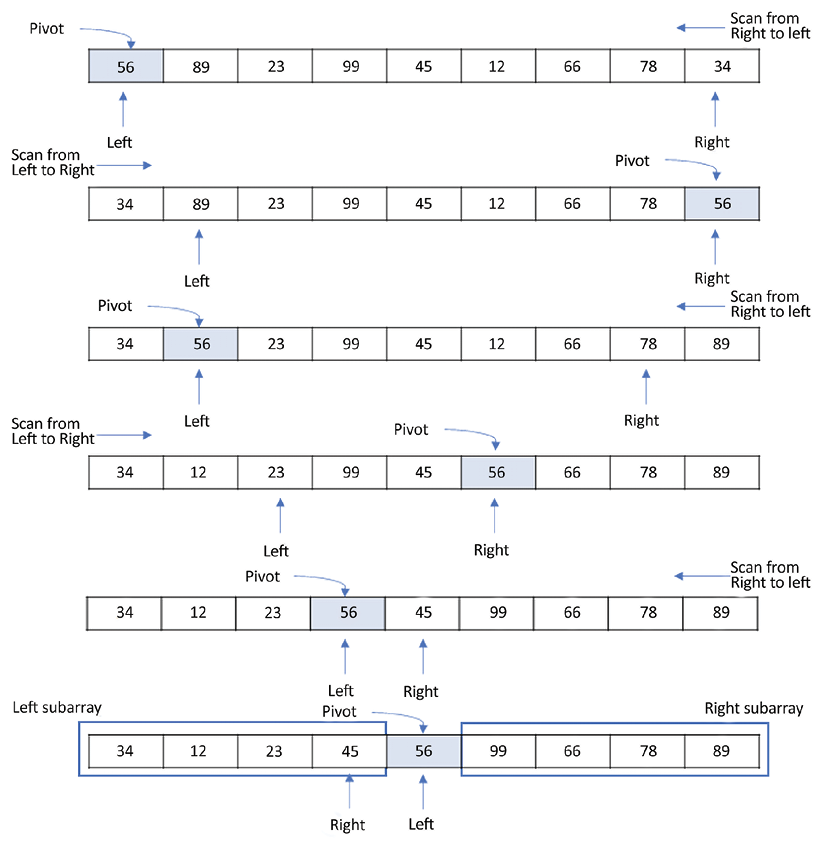 Pivot
Scan from
Right to left
56 89 23 99 45 12 66 78 34
Left
Right
Scan from
Left to Right
Pivot
34 89 23 99 45 12 66 78 56
Left
Right
Pivot
Scan from
Right to left
34 56 23 99 45 12 66 78 89
Left
Right
Scan from
Left to Right
Pivot
34 12 23 99 45 56 66 78 89
Left
Right
Pivot
Scan from
Right to left
34 12 23 56 45 99 66 78 89
Left
Right
Left subarray
Pivot
Right subarray
34 12 23 45 56 99 66 78 89
Right
Left